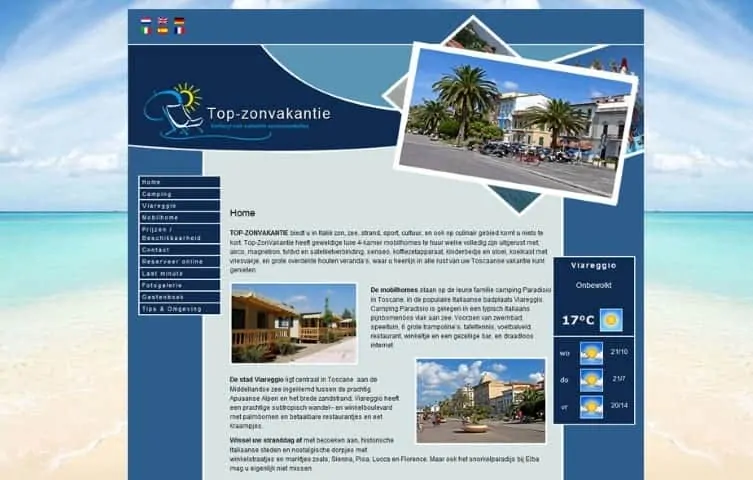 Top-zonvakantie
Home
Camping
Viareggio
Mobilhome
Prijzen /
Beschikbaarheid
Contact
Reserveer online
Last minute
Fotogalerie
Gastenboek
Tips & Omgeving
Home
TOP-ZONVAKANTIE biedt u in Italië zon, zee, strand, sport, cultuur, en ook op culinair gebied komt u niets te
kort. Top-Zonvakantie heeft geweldige luxe 4-kamer mobilhomes te huur welke volledig zijn uitgerust met;
airco, magnetron, tv/dvd en satellietverbinding, senseo, koffiezetapparaat, kinderbedje en stoel, koelkast met
vriesvak, en grote overdekte houten veranda's, waar u heerlijk in alle rust van uw Toscaanse vakantie kunt
genieten.
De mobilhomes staan op de leuke familie camping Paradiso
in Toscane, in de populaire Italiaanse badplaats Viareggio.
Camping Paradiso is gelegen in een typisch Italiaans
pijnbomenbos vlak aan zee. Voorzien van zwembad,
speeltuin, 6 grote trampoline's, tafeltennis, voetbalveld,
restaurant, winkeltje en een gezellige bar, en draadloos
internet
De stad Viareggio ligt centraal in Toscane aan de
Middellandse zee ingeklemd tussen de prachtig
Apuaanse Alpen en het brede zandstrand. Viareggio heeft
een prachtige subtropisch wandel– en winkelboulevard
met palmbomen en betaalbare restaurantjes en eet
kraampjes.
Wissel uw stranddag af met bezoeken aan, historische
Italiaanse steden en nostalgische dorpjes met
winkelstraatjes en marktjes zoals, Sienna, Pisa, Lucca en Florence. Maar ook het snorkelparadijs bij Elba
mag u eigenlijk niet missen.
Viareggio
Onbewolkt
17°C
wo 21/10
do 21/7
vr 20/14